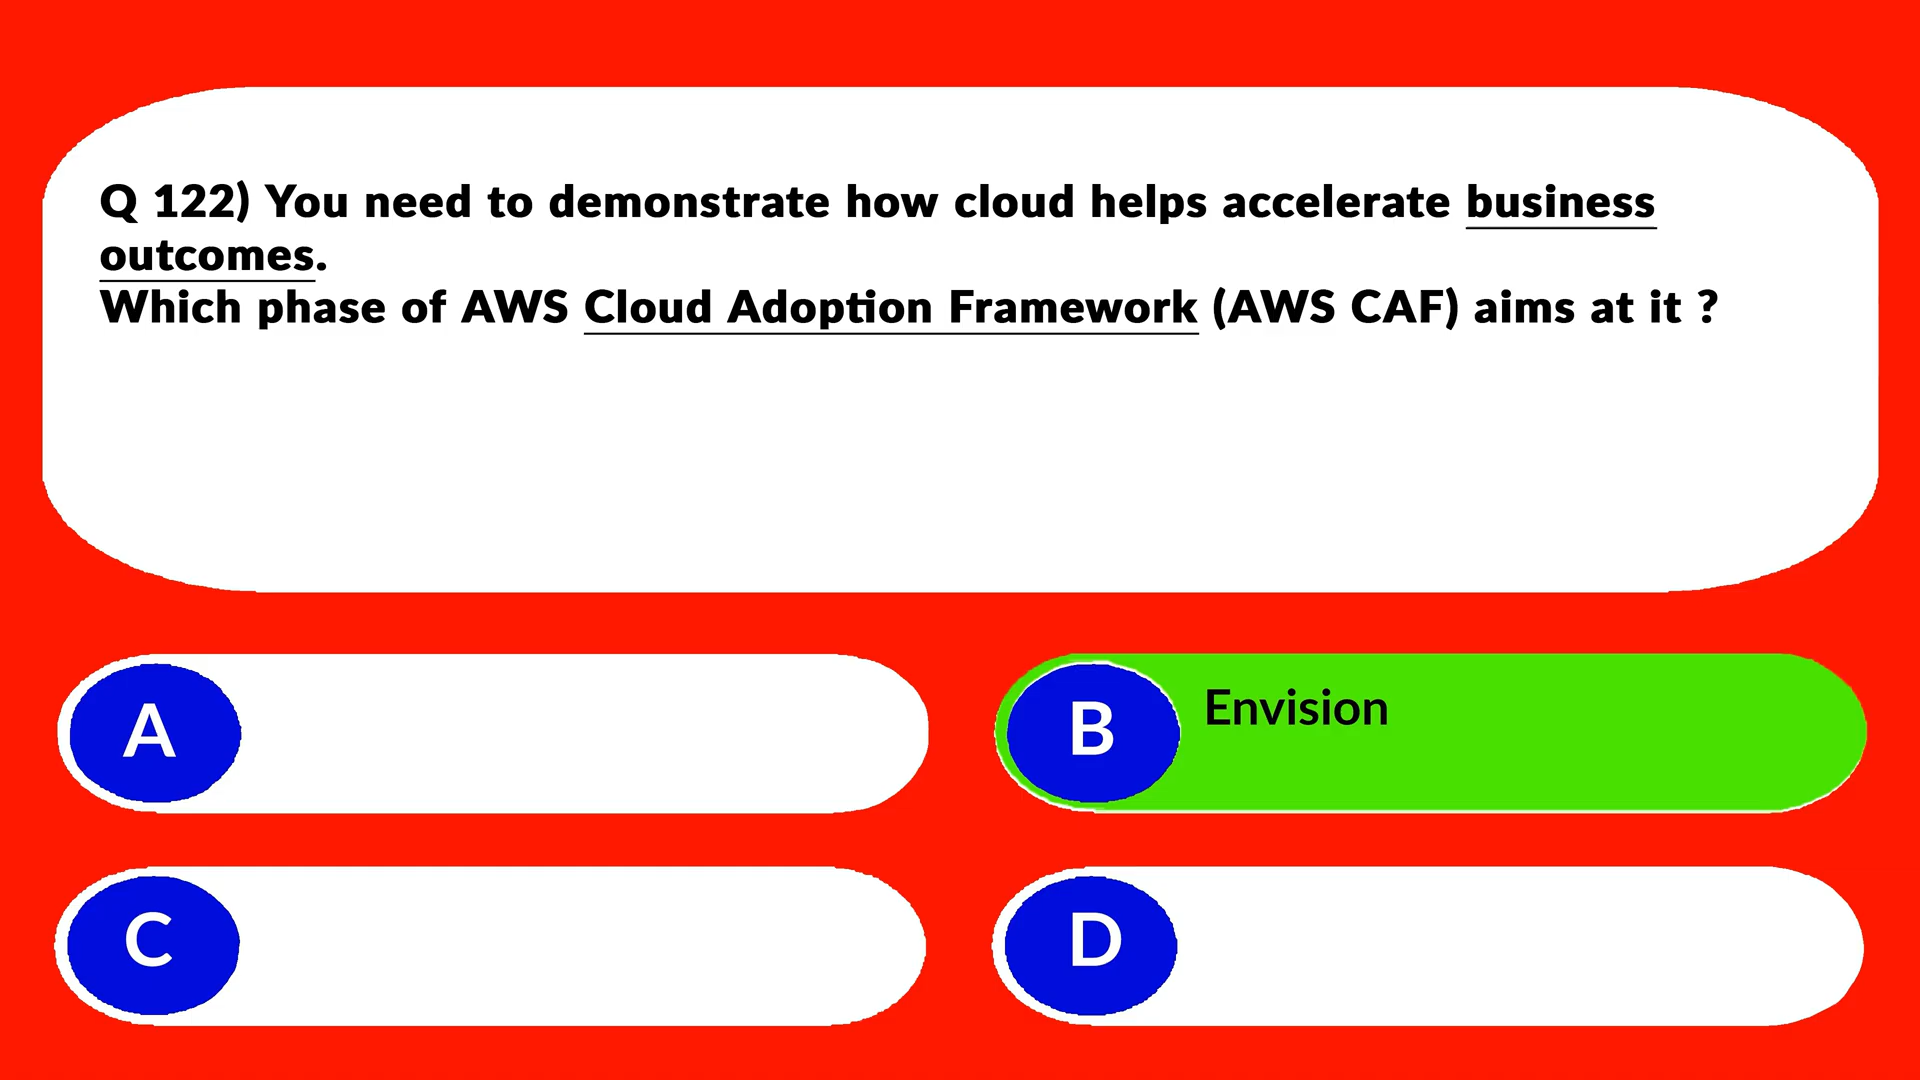 Q 122) You need to demonstrate how cloud helps accelerate business
outcomes.
Which phase of AWS Cloud Adoption Framework (AWS CAF) aims at it ?
A
B Envision
C
D